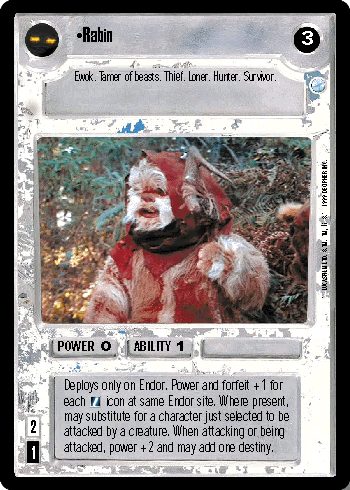 •Rabin
3
Ewok. Tamer of beasts. Thief. Loner. Hunter. Survivor.
POWER 0 ABILITY 1
Deploys only on Endor. Power and forfeit +1 for
each icon at same Endor site. Where present,
may substitute for a character just selected to be
attacked by a creature. When attacking or being
attacked, power +2 and may add one destiny.
2
1